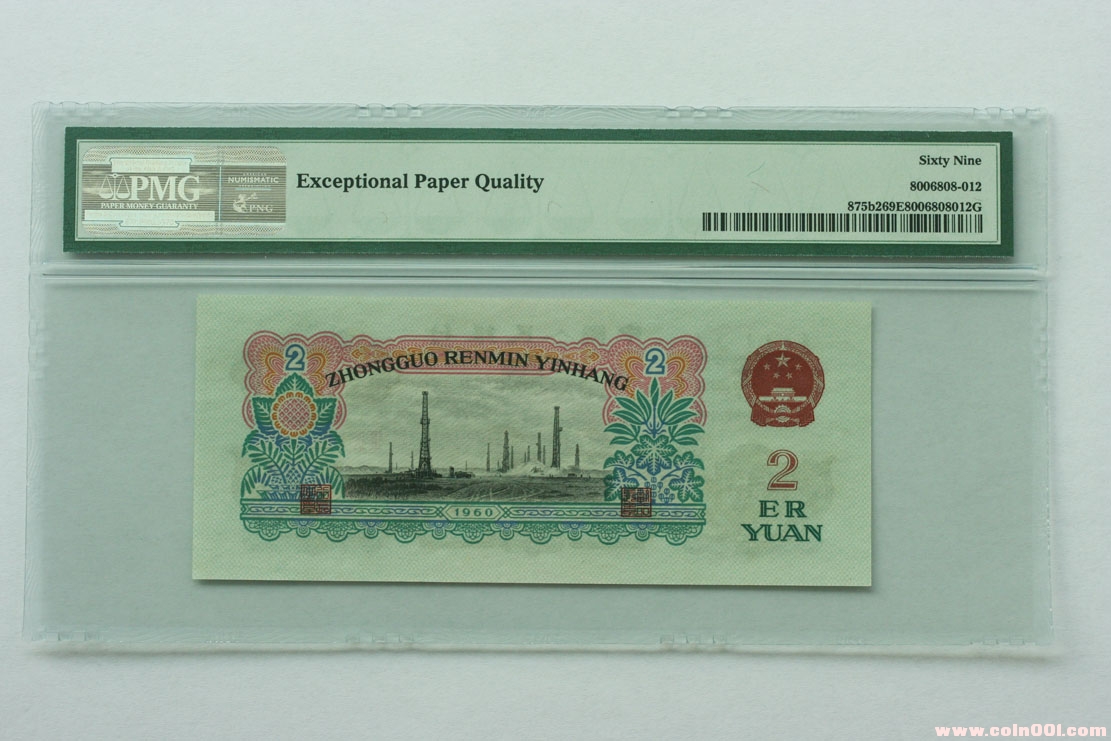 PMG
PAPER MONEY GUARANTY
NUMISMATIC
PNG
Exceptional Paper Quality
Sixty Nine
8006808-012
875b269E8006808012G
2
2
ZHONGGUO RENMIN YINHANG
1960
2
ER
YUAN
www.coin001.com